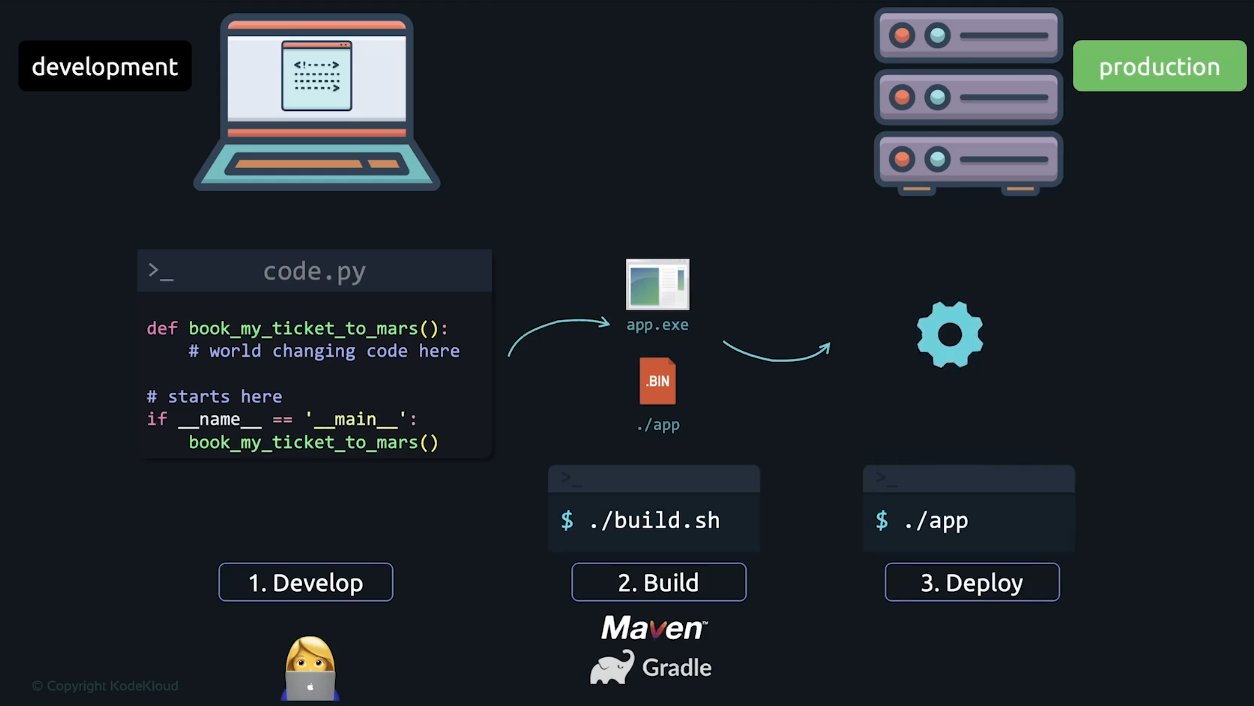 development
production
>_ code.py
def book_my_ticket_to_mars():
# world changing code here
# starts here
if __name__ == '__main__':
book_my_ticket_to_mars()
app.exe
.BIN
./app
>_
$ ./build.sh
>_
$ ./app
1. Develop
2. Build
3. Deploy
Maven™
Gradle
© Copyright KodeKloud